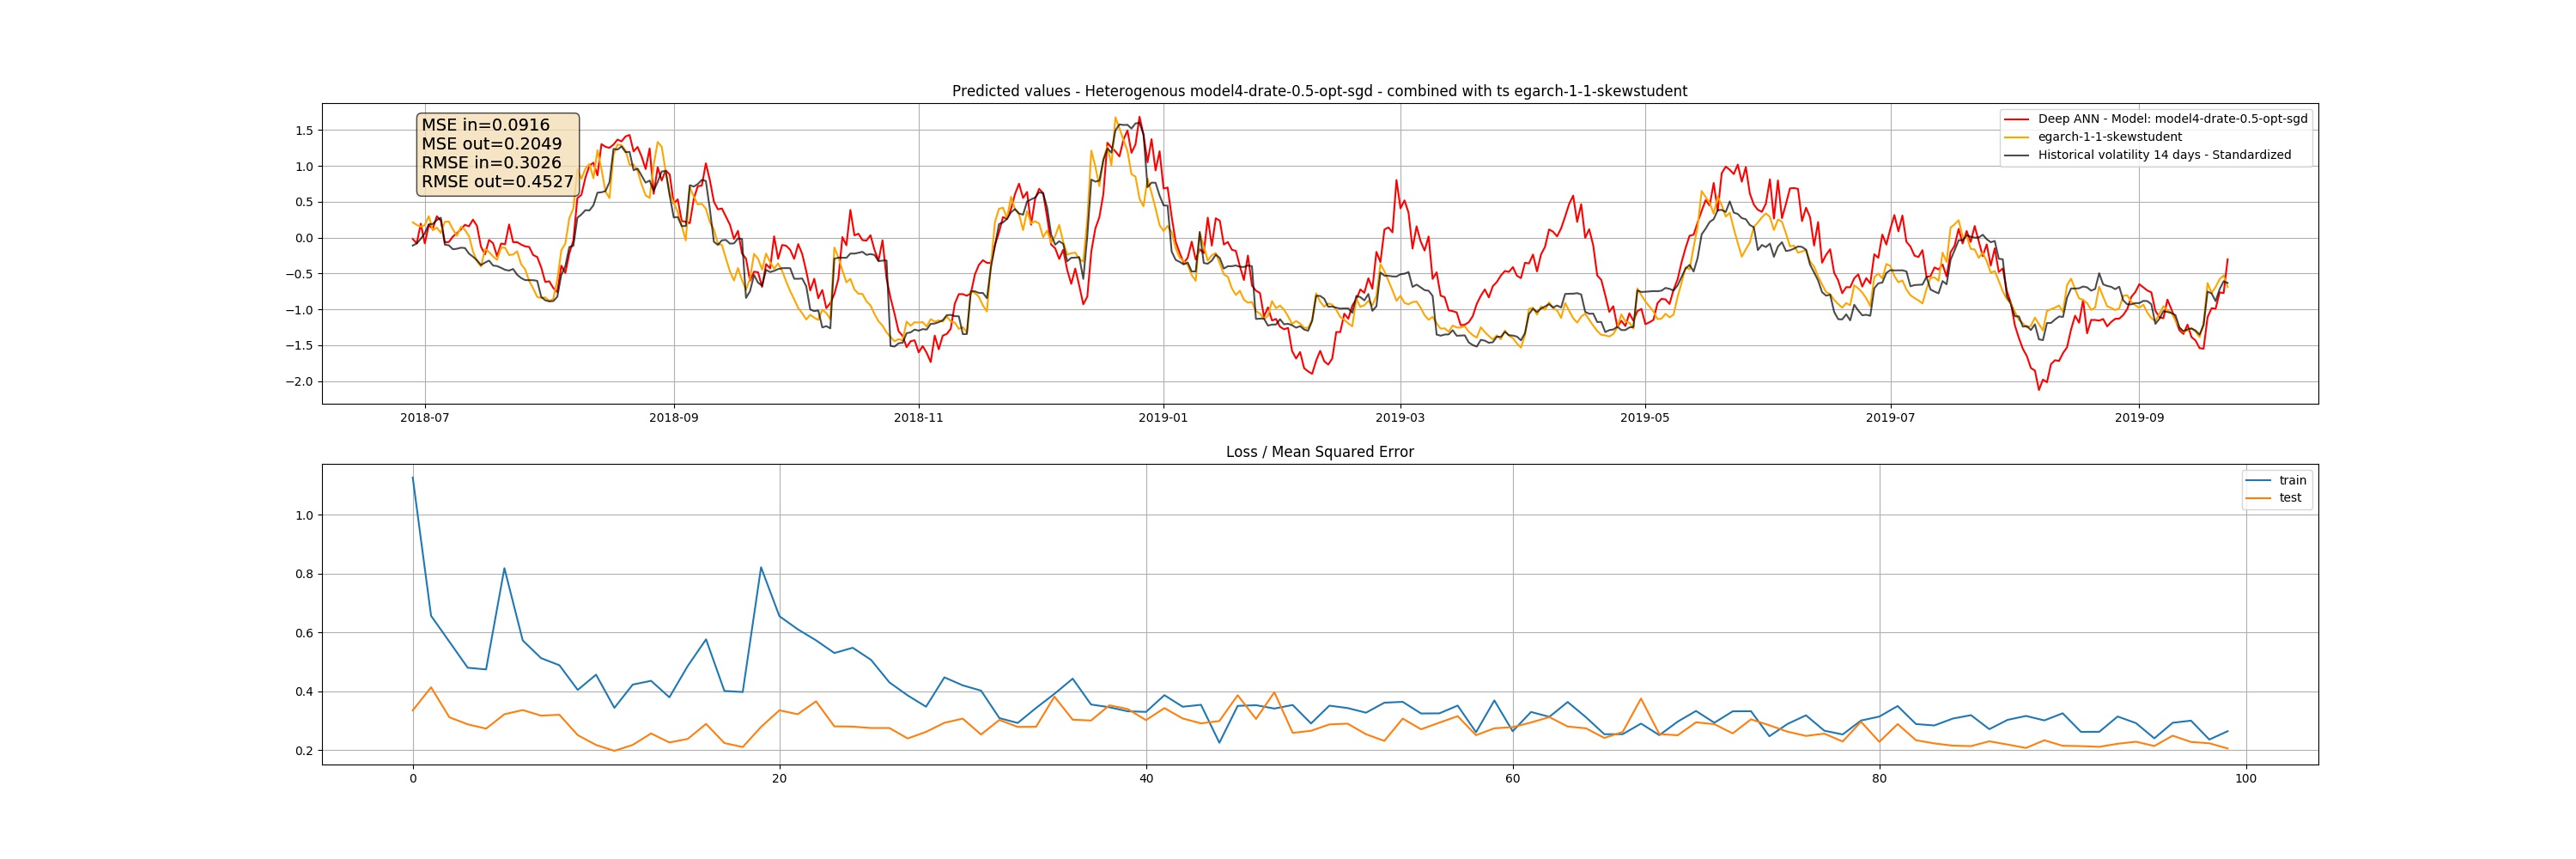 Predicted values - Heterogenous model4-drate-0.5-opt-sgd - combined with ts egarch-1-1-skewstudent
MSE in=0.0916
MSE out=0.2049
RMSE in=0.3026
RMSE out=0.4527
Deep ANN - Model: model4-drate-0.5-opt-sgd
egarch-1-1-skewstudent
Historical volatility 14 days - Standardized
1.5
1.0
0.5
0.0
−0.5
−1.0
−1.5
−2.0
2018-07 2018-09 2018-11 2019-01 2019-03 2019-05 2019-07 2019-09
Loss / Mean Squared Error
train
test
1.0
0.8
0.6
0.4
0.2
0 20 40 60 80 100